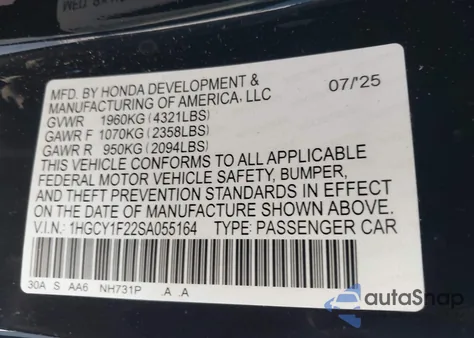 MFD. BY HONDA DEVELOPMENT &
MANUFACTURING OF AMERICA, LLC 07/'25
GVWR 1960KG (4321LBS)
GAWR F 1070KG (2358LBS)
GAWR R 950KG (2094LBS)
THIS VEHICLE CONFORMS TO ALL APPLICABLE
FEDERAL MOTOR VEHICLE SAFETY, BUMPER,
AND THEFT PREVENTION STANDARDS IN EFFECT
ON THE DATE OF MANUFACTURE SHOWN ABOVE.
V.I.N: 1HGCY1F22SA055164 TYPE: PASSENGER CAR
30A S AA6 NH731P .A .A
autoSnap